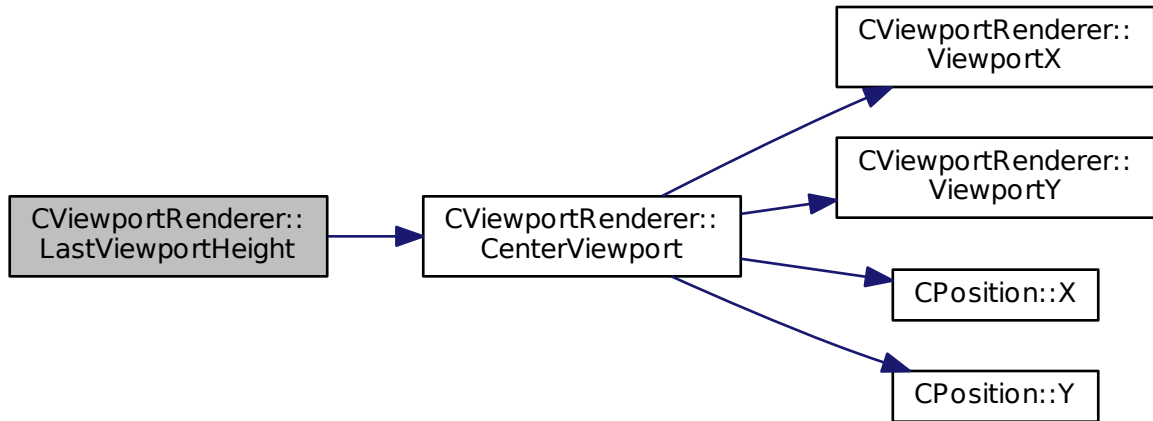 CViewportRenderer::
LastViewportHeight
CViewportRenderer::
CenterViewport
CViewportRenderer::
ViewportX
CViewportRenderer::
ViewportY
CPosition::X
CPosition::Y